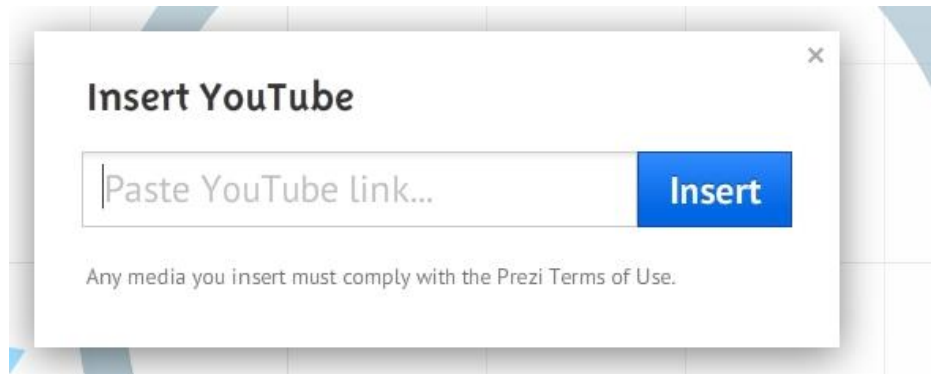 ×
Insert YouTube
Paste YouTube link...
Insert
Any media you insert must comply with the Prezi Terms of Use.